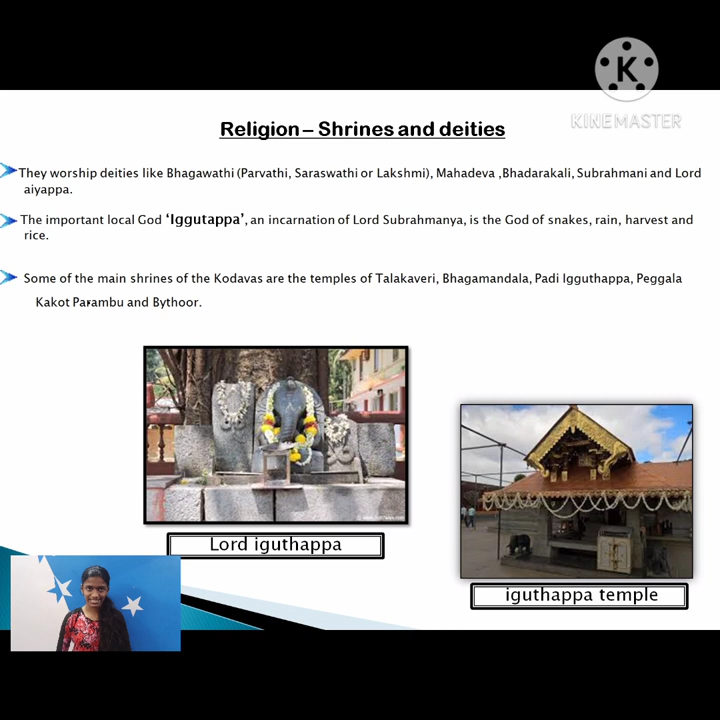 K
KINEMASTER
Religion – Shrines and deities
They worship deities like Bhagawathi (Parvathi, Saraswathi or Lakshmi), Mahadeva ,Bhadarakali, Subrahmani and Lord
aiyappa.
The important local God ‘Iggutappa’, an incarnation of Lord Subrahmanya, is the God of snakes, rain, harvest and
rice.
Some of the main shrines of the Kodavas are the temples of Talakaveri, Bhagamandala, Padi Igguthappa, Peggala
Kakot Parambu and Bythoor.
Lord iguthappa
iguthappa temple